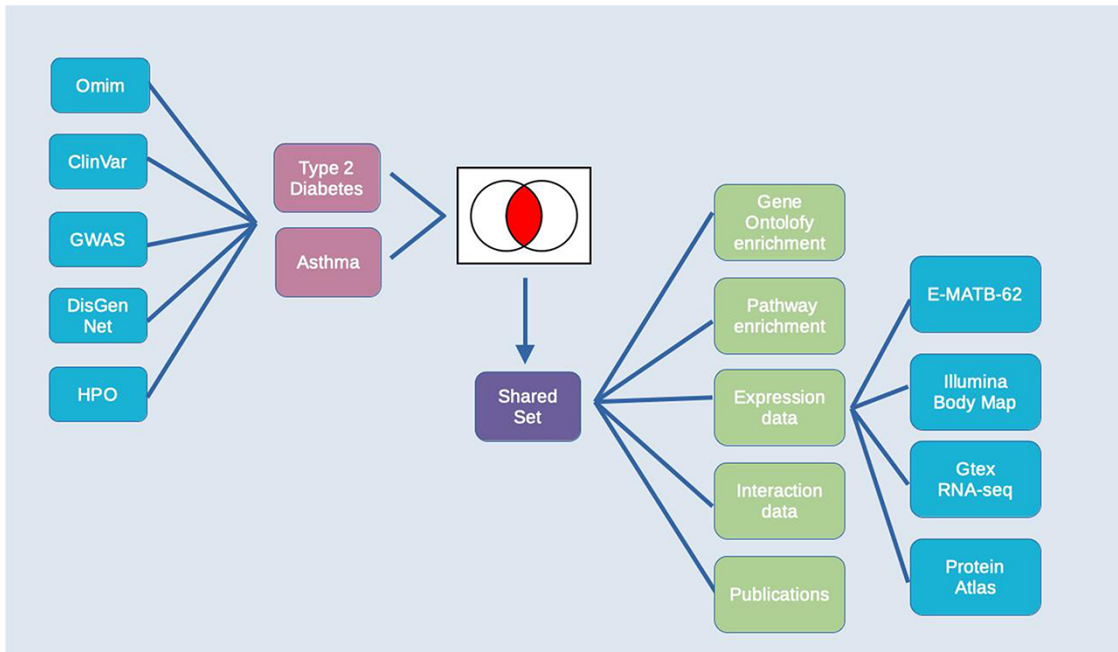 Omim
ClinVar
GWAS
DisGen
Net
HPO
Type 2
Diabetes
Asthma
Shared
Set
Gene
Ontolofy
enrichment
Pathway
enrichment
Expression
data
Interaction
data
Publications
E-MATB-62
Illumina
Body Map
Gtex
RNA-seq
Protein
Atlas